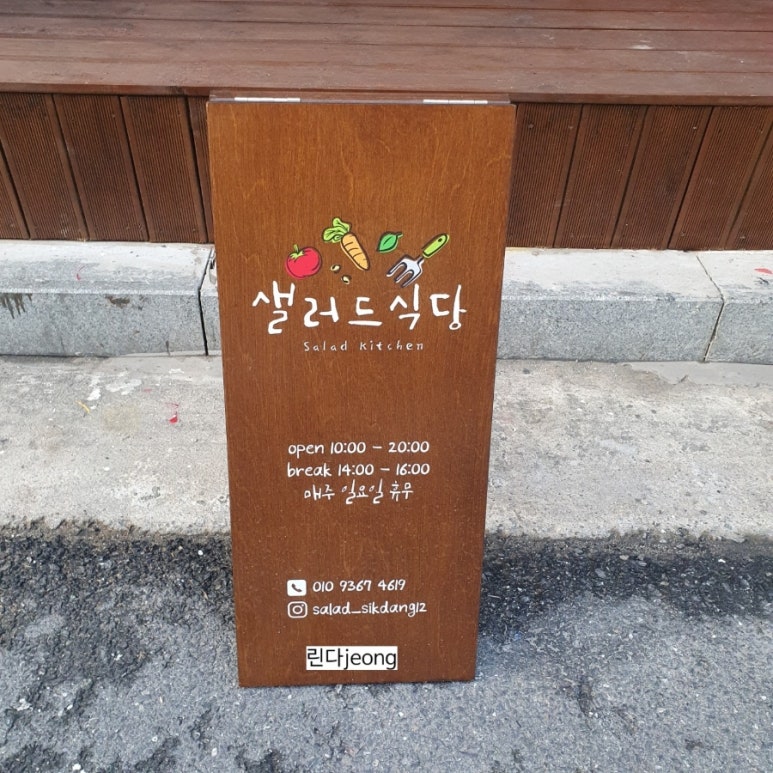 샐러드식당
Salad Kitchen
open 10:00 - 20:00
break 14:00 - 16:00
매주 일요일 휴무
010 9367 4619
salad_sikdang12
린다jeong